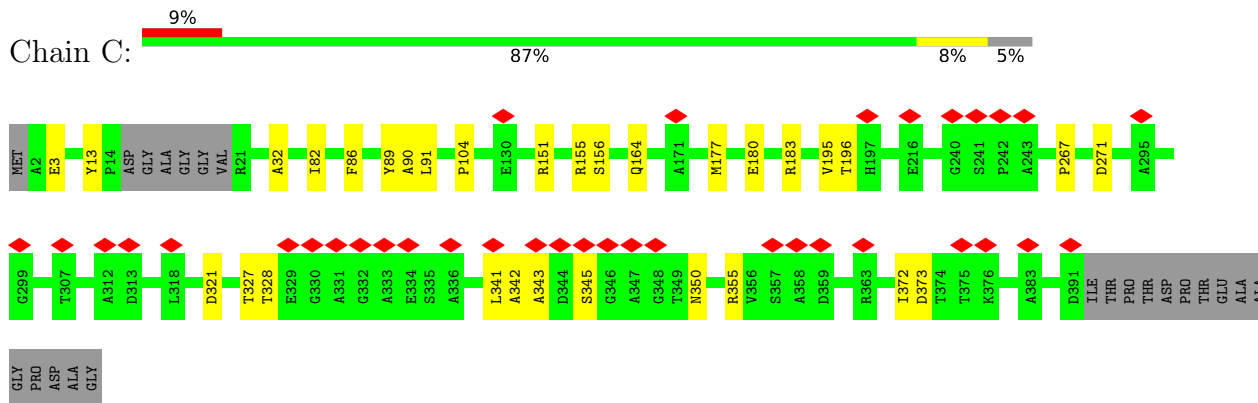 9%
Chain C:
87% 8% 5%
MET A2 E3 Y13 P14 ASP GLY ALA GLY GLY VAL R21 A32 I82 F86 Y89 A90 L91 P104 E130 R151 R155 S156 Q164 A171 M177 E180 R183 V195 T196 H197 E216 G240 S241 P242 A243 P267 D271 A295
G299 T307 A312 D313 L318 D321 T327 T328 E329 G330 A331 G332 A333 E334 S335 A336 L341 A342 A343 D344 S345 G346 A347 G348 T349 N350 R355 V356 S357 A358 D359 R363 I372 D373 T374 T375 K376 A383 D391 ILE THR PRO THR ASP PRO THR GLU ALA ALA
GLY PRO ASP ALA GLY